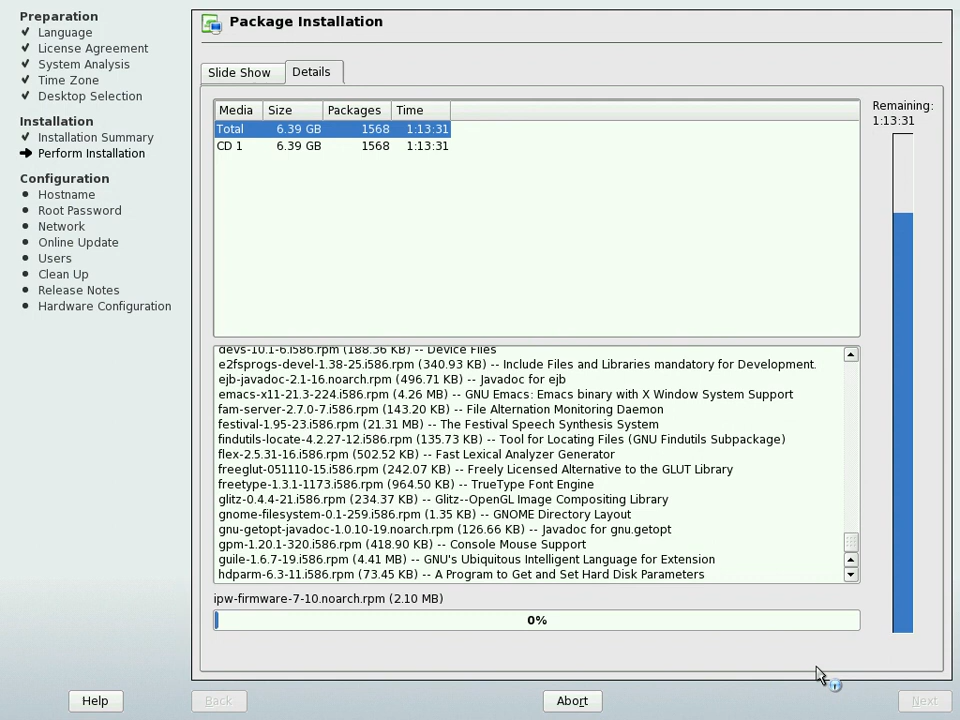 Preparation
Language
License Agreement
System Analysis
Time Zone
Desktop Selection
Installation
Installation Summary
Perform Installation
Configuration
Hostname
Root Password
Network
Online Update
Users
Clean Up
Release Notes
Hardware Configuration
Package Installation
Slide Show Details
Media Size Packages Time
Total 6.39 GB 1568 1:13:31
CD 1 6.39 GB 1568 1:13:31
Remaining:
1:13:31
devs-10.1-6.i586.rpm (188.36 KB) -- Device Files
e2fsprogs-devel-1.38-25.i586.rpm (340.93 KB) -- Include Files and Libraries mandatory for Development.
ejb-javadoc-2.1-16.noarch.rpm (496.71 KB) -- Javadoc for ejb
emacs-x11-21.3-224.i586.rpm (4.26 MB) -- GNU Emacs: Emacs binary with X Window System Support
fam-server-2.7.0-7.i586.rpm (143.20 KB) -- File Alternation Monitoring Daemon
festival-1.95-23.i586.rpm (21.31 MB) -- The Festival Speech Synthesis System
findutils-locate-4.2.27-12.i586.rpm (135.73 KB) -- Tool for Locating Files (GNU Findutils Subpackage)
flex-2.5.31-16.i586.rpm (502.52 KB) -- Fast Lexical Analyzer Generator
freeglut-051110-15.i586.rpm (242.07 KB) -- Freely Licensed Alternative to the GLUT Library
freetype-1.3.1-1173.i586.rpm (964.50 KB) -- TrueType Font Engine
glitz-0.4.4-21.i586.rpm (234.37 KB) -- Glitz--OpenGL Image Compositing Library
gnome-filesystem-0.1-259.i586.rpm (1.35 KB) -- GNOME Directory Layout
gnu-getopt-javadoc-1.0.10-19.noarch.rpm (126.66 KB) -- Javadoc for gnu.getopt
gpm-1.20.1-320.i586.rpm (418.90 KB) -- Console Mouse Support
guile-1.6.7-19.i586.rpm (4.41 MB) -- GNU's Ubiquitous Intelligent Language for Extension
hdparm-6.3-11.i586.rpm (73.45 KB) -- A Program to Get and Set Hard Disk Parameters
ipw-firmware-7-10.noarch.rpm (2.10 MB)
0%
Help Back Abort Next